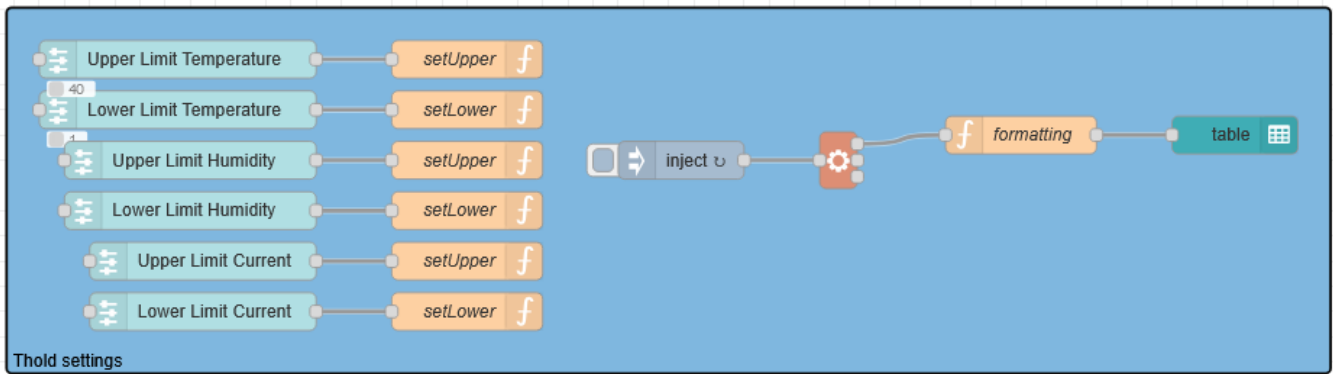 Upper Limit Temperature
setUpper
40
Lower Limit Temperature
setLower
1
Upper Limit Humidity
setUpper
Lower Limit Humidity
setLower
Upper Limit Current
setUpper
Lower Limit Current
setLower
inject ↻
formatting
table
Thold settings